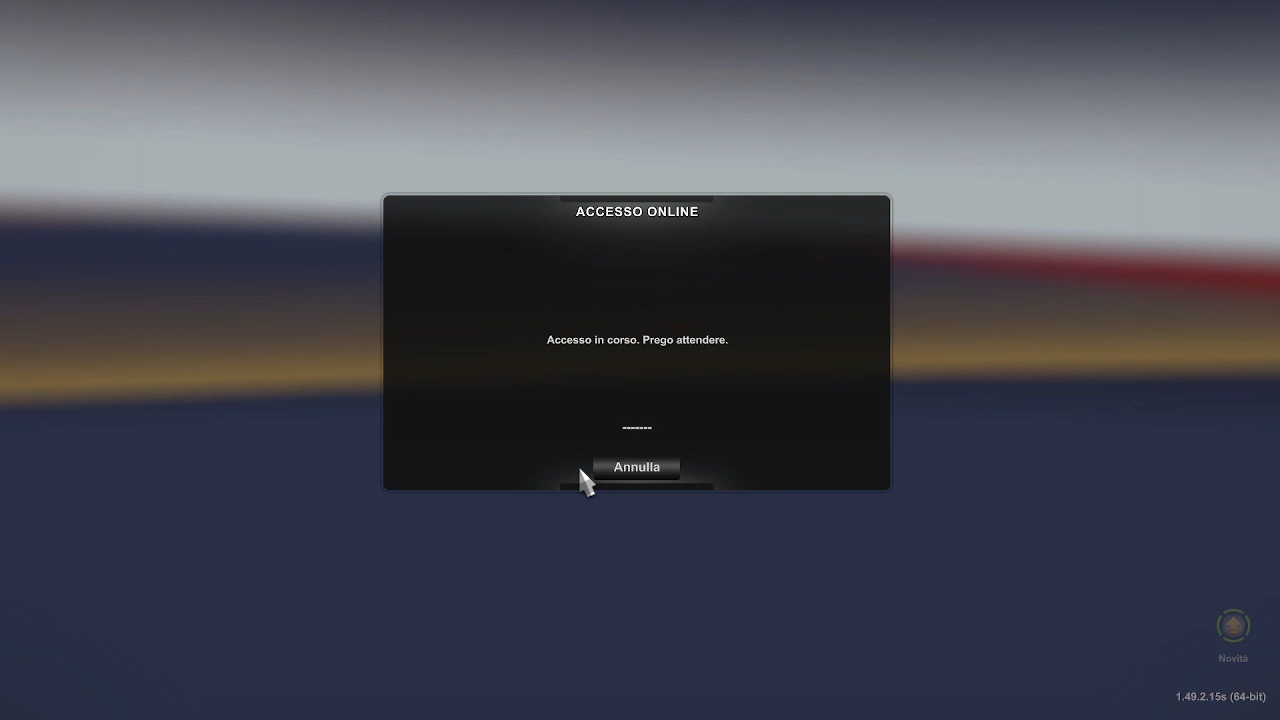 ACCESSO ONLINE
Accesso in corso. Prego attendere.
-------
Annulla
Novità
1.49.2.15s (64-bit)